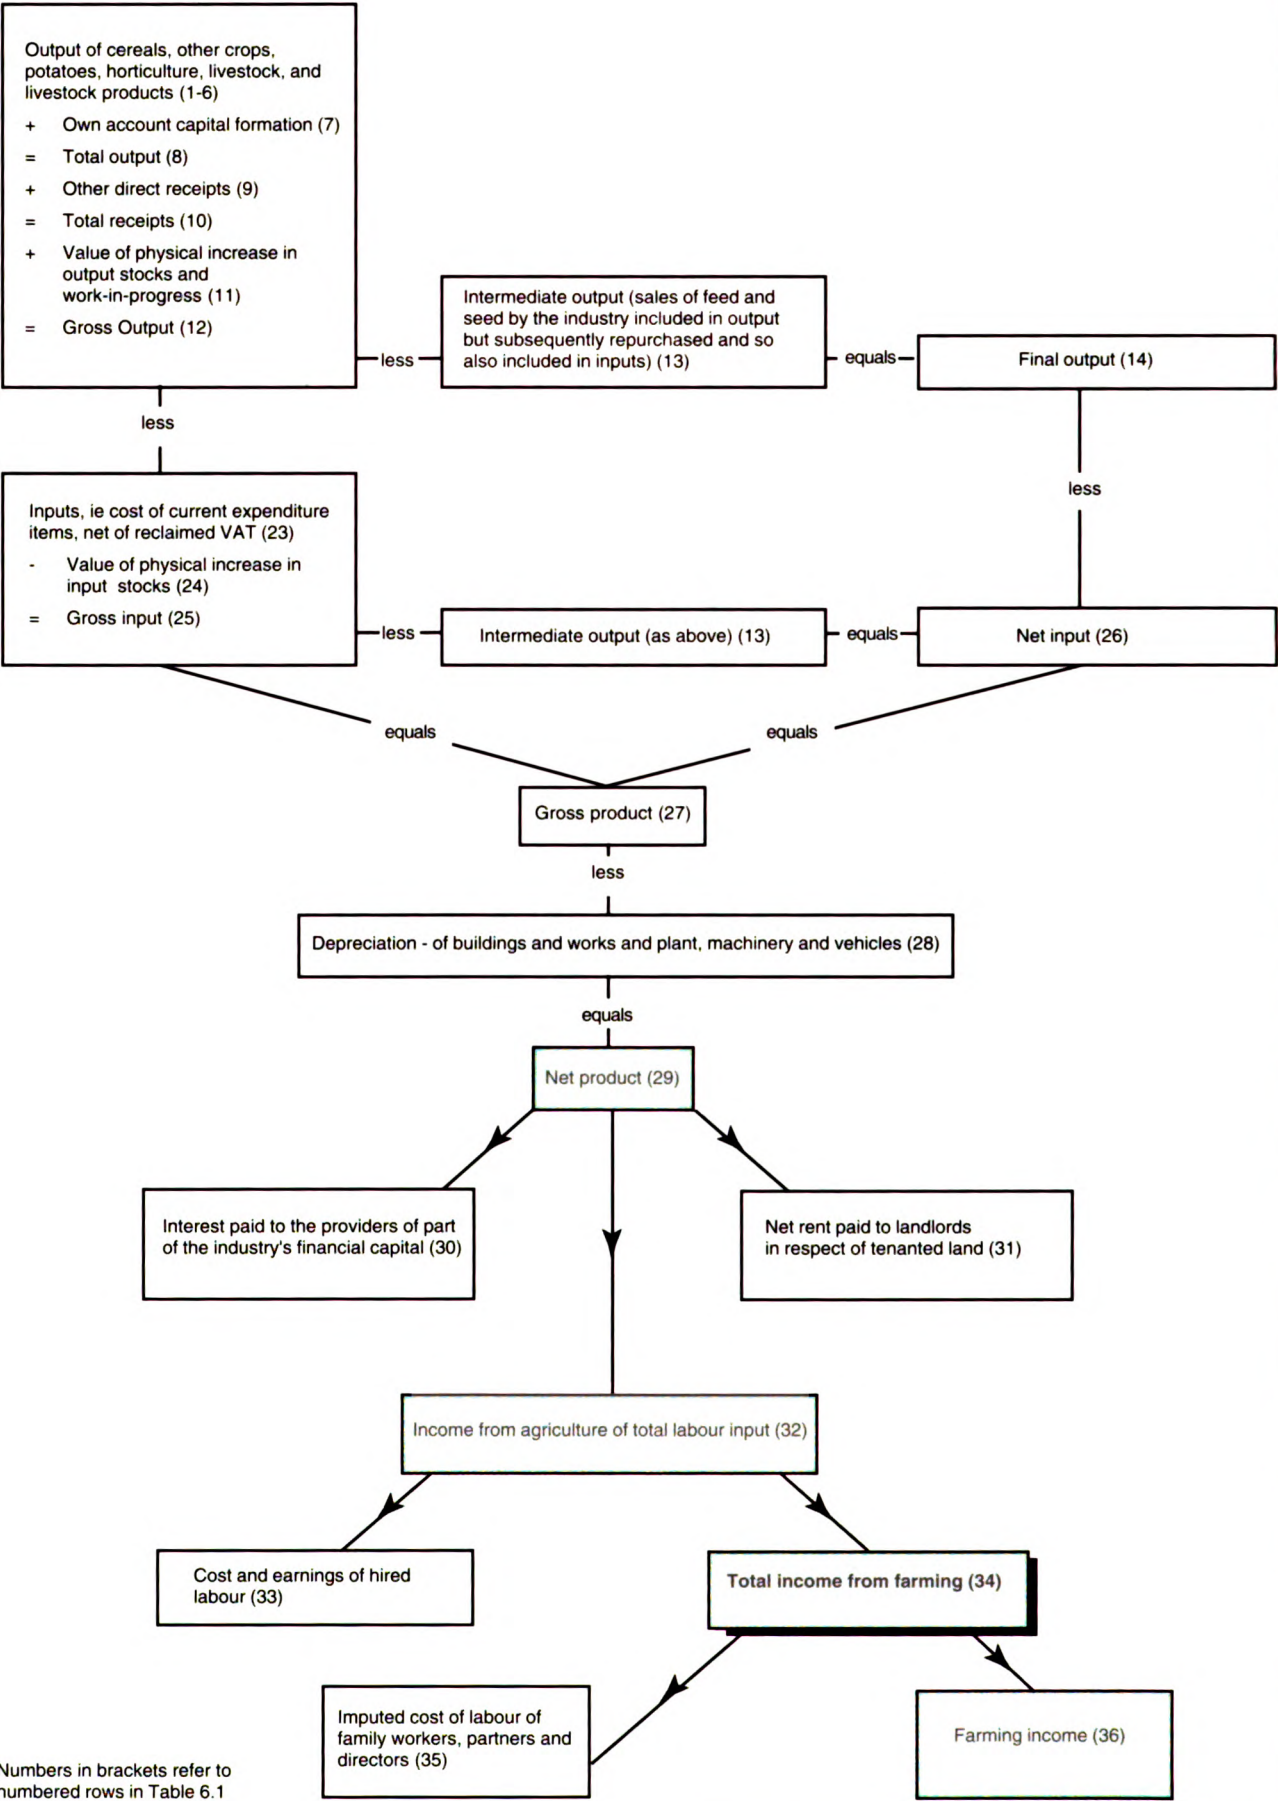 Output of cereals, other crops,
potatoes, horticulture, livestock, and
livestock products (1-6)
+ Own account capital formation (7)
= Total output (8)
+ Other direct receipts (9)
= Total receipts (10)
+ Value of physical increase in
output stocks and
work-in-progress (11)
= Gross Output (12)
less
Intermediate output (sales of feed and
seed by the industry included in output
but subsequently repurchased and so
also included in inputs) (13)
equals
Final output (14)
less
less
Inputs, ie cost of current expenditure
items, net of reclaimed VAT (23)
- Value of physical increase in
input stocks (24)
= Gross input (25)
less
Intermediate output (as above) (13)
equals
Net input (26)
equals
equals
Gross product (27)
less
Depreciation - of buildings and works and plant, machinery and vehicles (28)
equals
Net product (29)
Interest paid to the providers of part
of the industry's financial capital (30)
Net rent paid to landlords
in respect of tenanted land (31)
Income from agriculture of total labour input (32)
Cost and earnings of hired
labour (33)
Total income from farming (34)
Imputed cost of labour of
family workers, partners and
directors (35)
Farming income (36)
Numbers in brackets refer to
numbered rows in Table 6.1